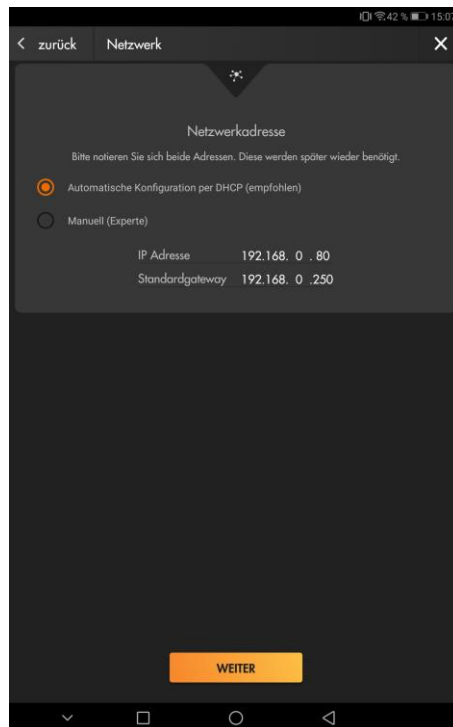 42 % 15:07
zurück Netzwerk
Netzwerkadresse
Bitte notieren Sie sich beide Adressen. Diese werden später wieder benötigt.
Automatische Konfiguration per DHCP (empfohlen)
Manuell (Experte)
IP Adresse 192.168. 0 . 80
Standardgateway 192.168. 0 .250
WEITER